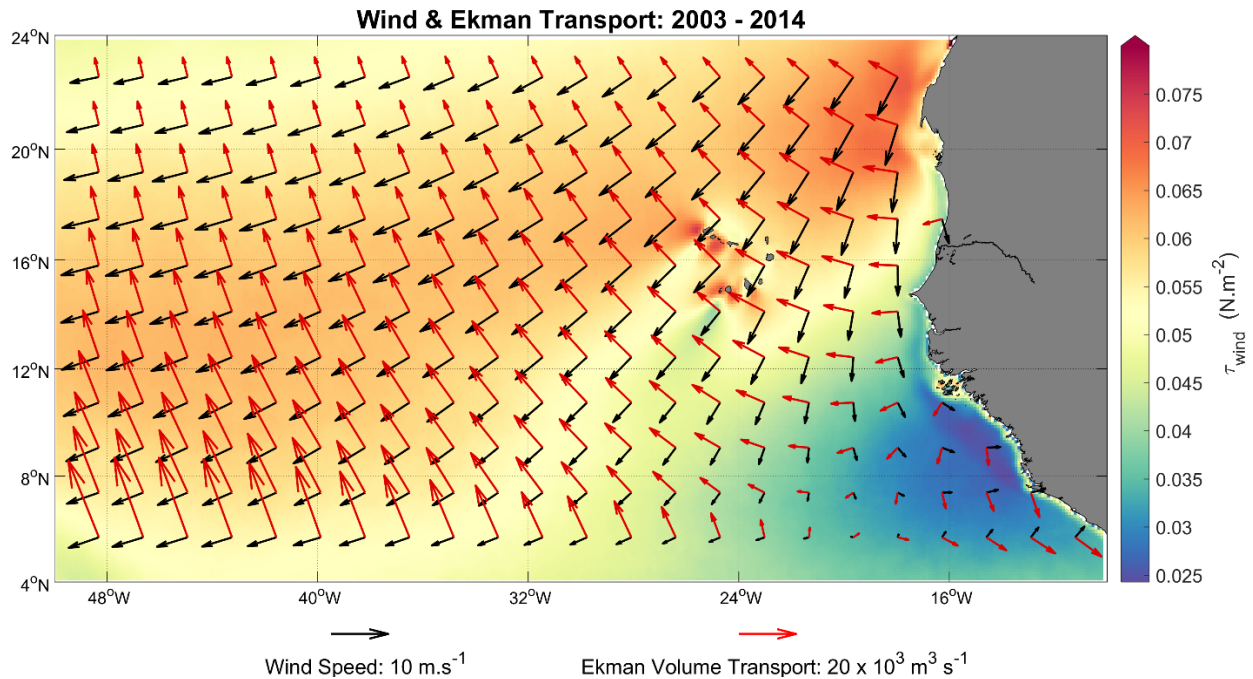 Wind & Ekman Transport: 2003 - 2014
24°N
20°N
16°N
12°N
8°N
4°N
48°W
40°W
32°W
24°W
16°W
0.075
0.07
0.065
0.06
0.055
0.05
0.045
0.04
0.035
0.03
0.025
τwind (N.m⁻²)
Wind Speed: 10 m.s⁻¹
Ekman Volume Transport: 20 x 10³ m³ s⁻¹